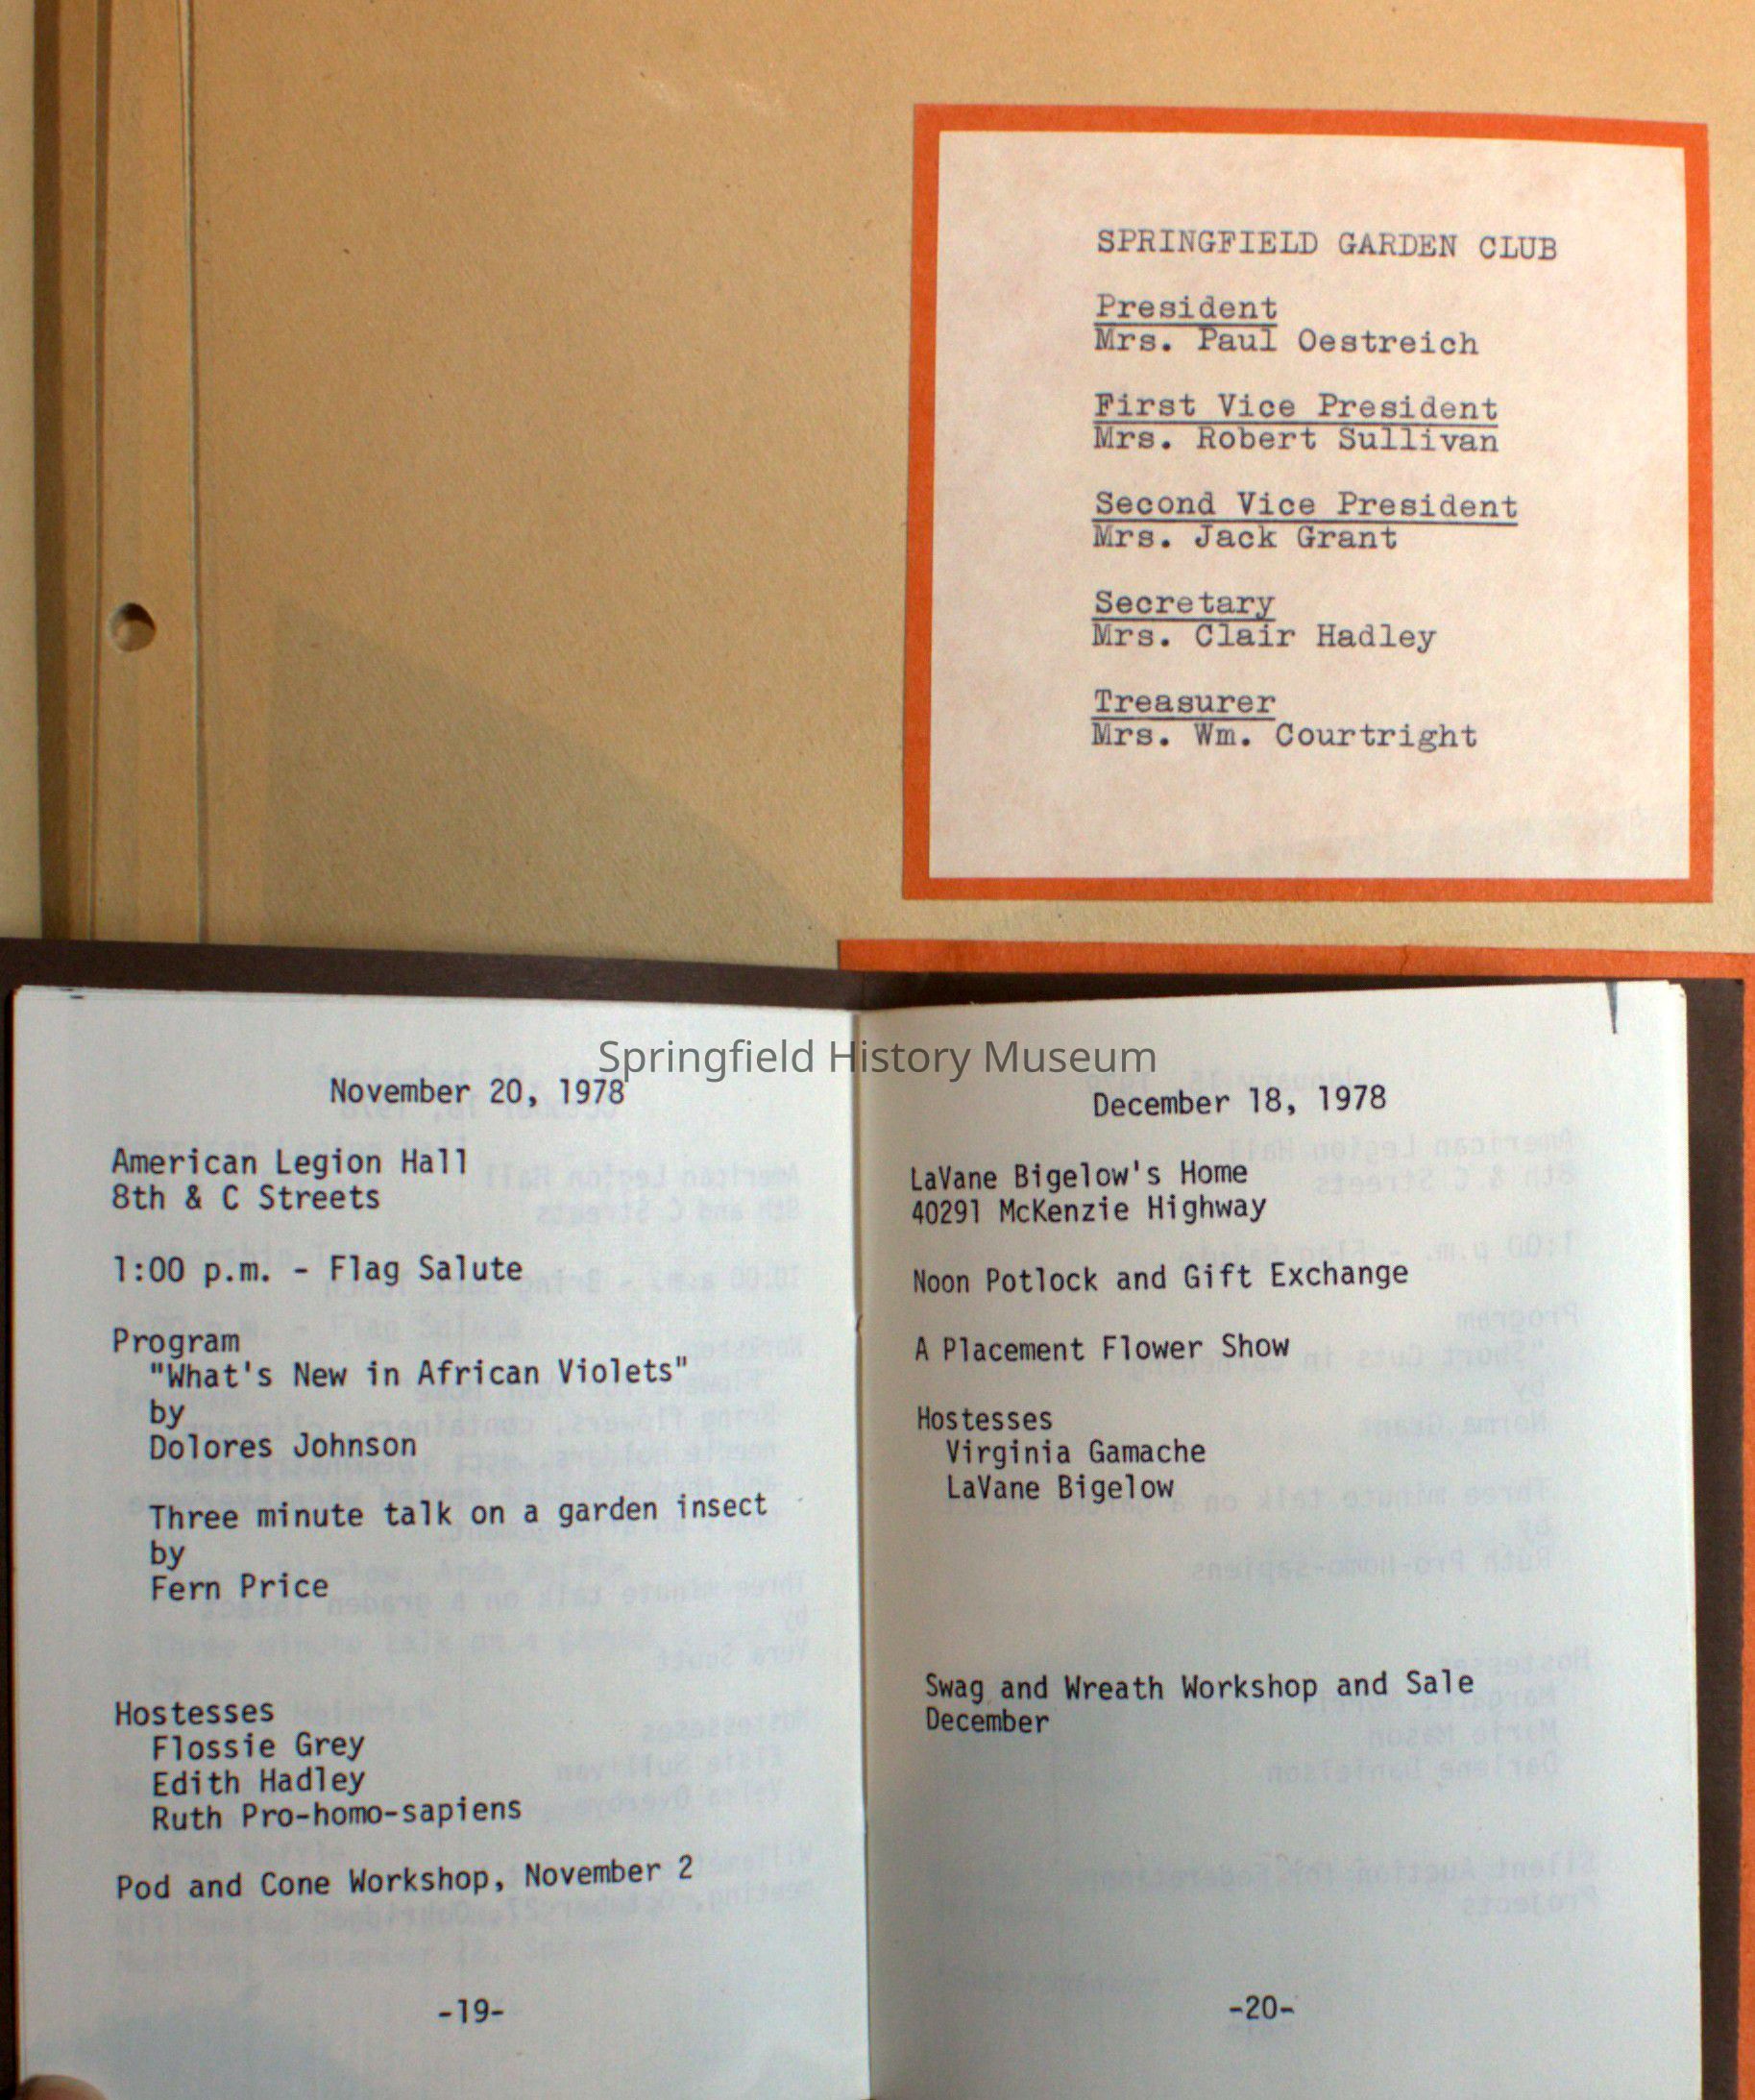 SPRINGFIELD GARDEN CLUB
President
Mrs. Paul Oestreich
First Vice President
Mrs. Robert Sullivan
Second Vice President
Mrs. Jack Grant
Secretary
Mrs. Clair Hadley
Treasurer
Mrs. Wm. Courtright
Springfield History Museum
November 20, 1978
American Legion Hall
8th & C Streets
1:00 p.m. - Flag Salute
Program
"What's New in African Violets"
by
Dolores Johnson
Three minute talk on a garden insect
by
Fern Price
Hostesses
Flossie Grey
Edith Hadley
Ruth Pro-homo-sapiens
Pod and Cone Workshop, November 2
-19-
December 18, 1978
LaVane Bigelow's Home
40291 McKenzie Highway
Noon Potlock and Gift Exchange
A Placement Flower Show
Hostesses
Virginia Gamache
LaVane Bigelow
Swag and Wreath Workshop and Sale
December
-20-